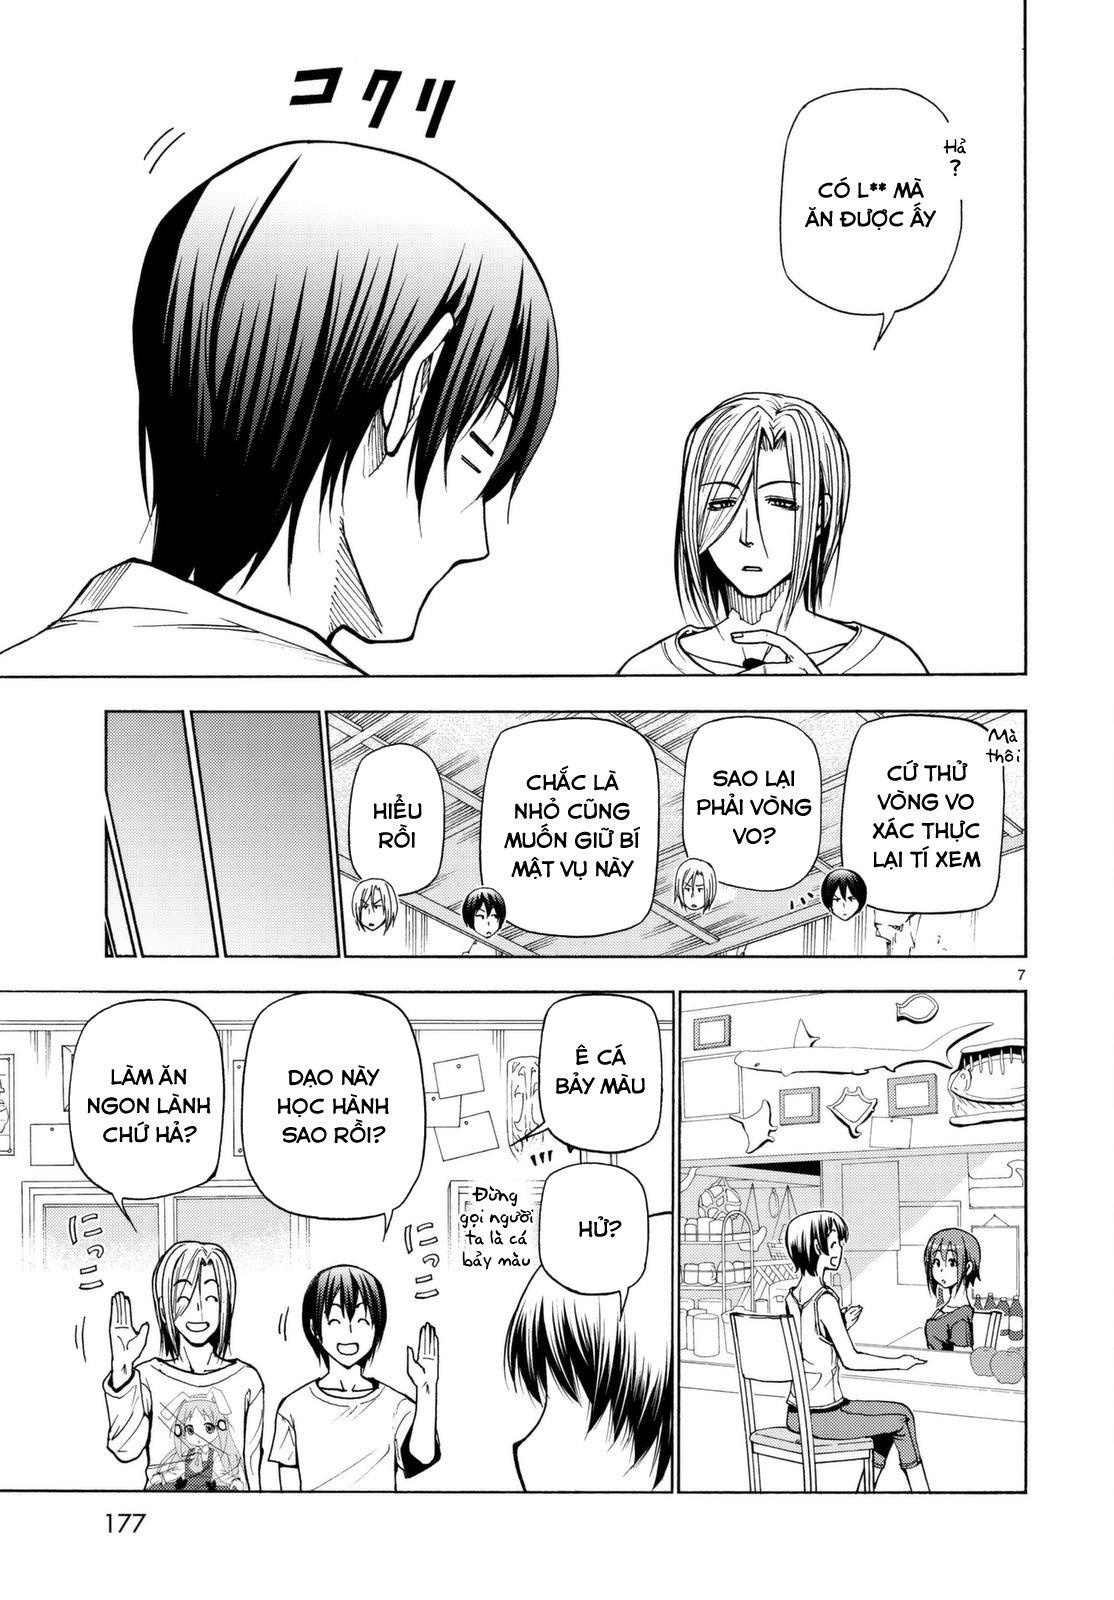 コクリ
Hả
?
CÓ L** MÀ
ĂN ĐƯỢC ẤY
Mà
thôi
CỨ THỬ
VÒNG VO
XÁC THỰC
LẠI TÍ XEM
SAO LẠI
PHẢI VÒNG
VO?
CHẮC LÀ
NHỎ CŨNG
MUỐN GIỮ BÍ
MẬT VỤ NÀY
HIỂU
RỒI
7
Ê CÁ
BẢY MÀU
HỬ?
Đừng
gọi người
ta là cá
bảy màu
DẠO NÀY
HỌC HÀNH
SAO RỒI?
LÀM ĂN
NGON LÀNH
CHỨ HẢ?
にっこ
にっこ
177